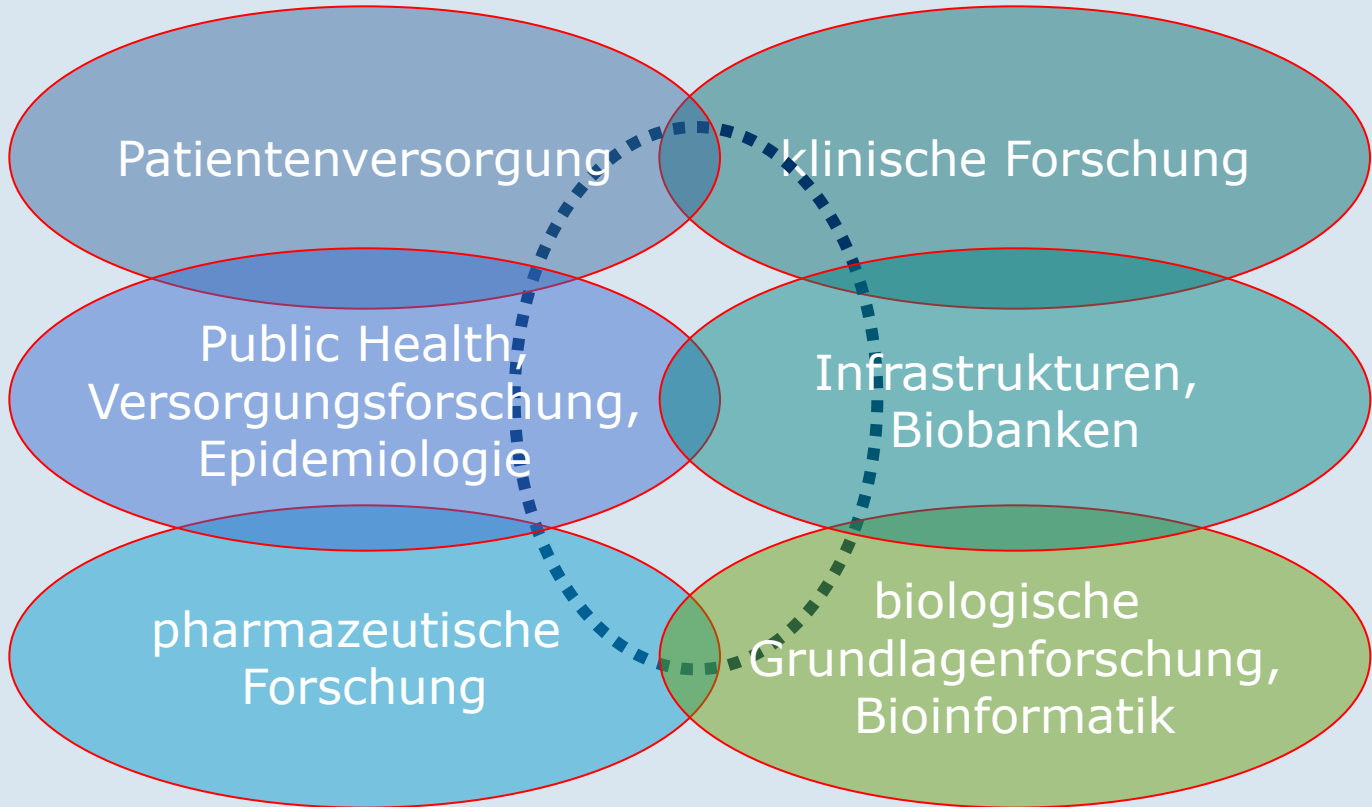 Patientenversorgung
klinische Forschung
Public Health,
Versorgungsforschung,
Epidemiologie
Infrastrukturen,
Biobanken
pharmazeutische
Forschung
biologische
Grundlagenforschung,
Bioinformatik